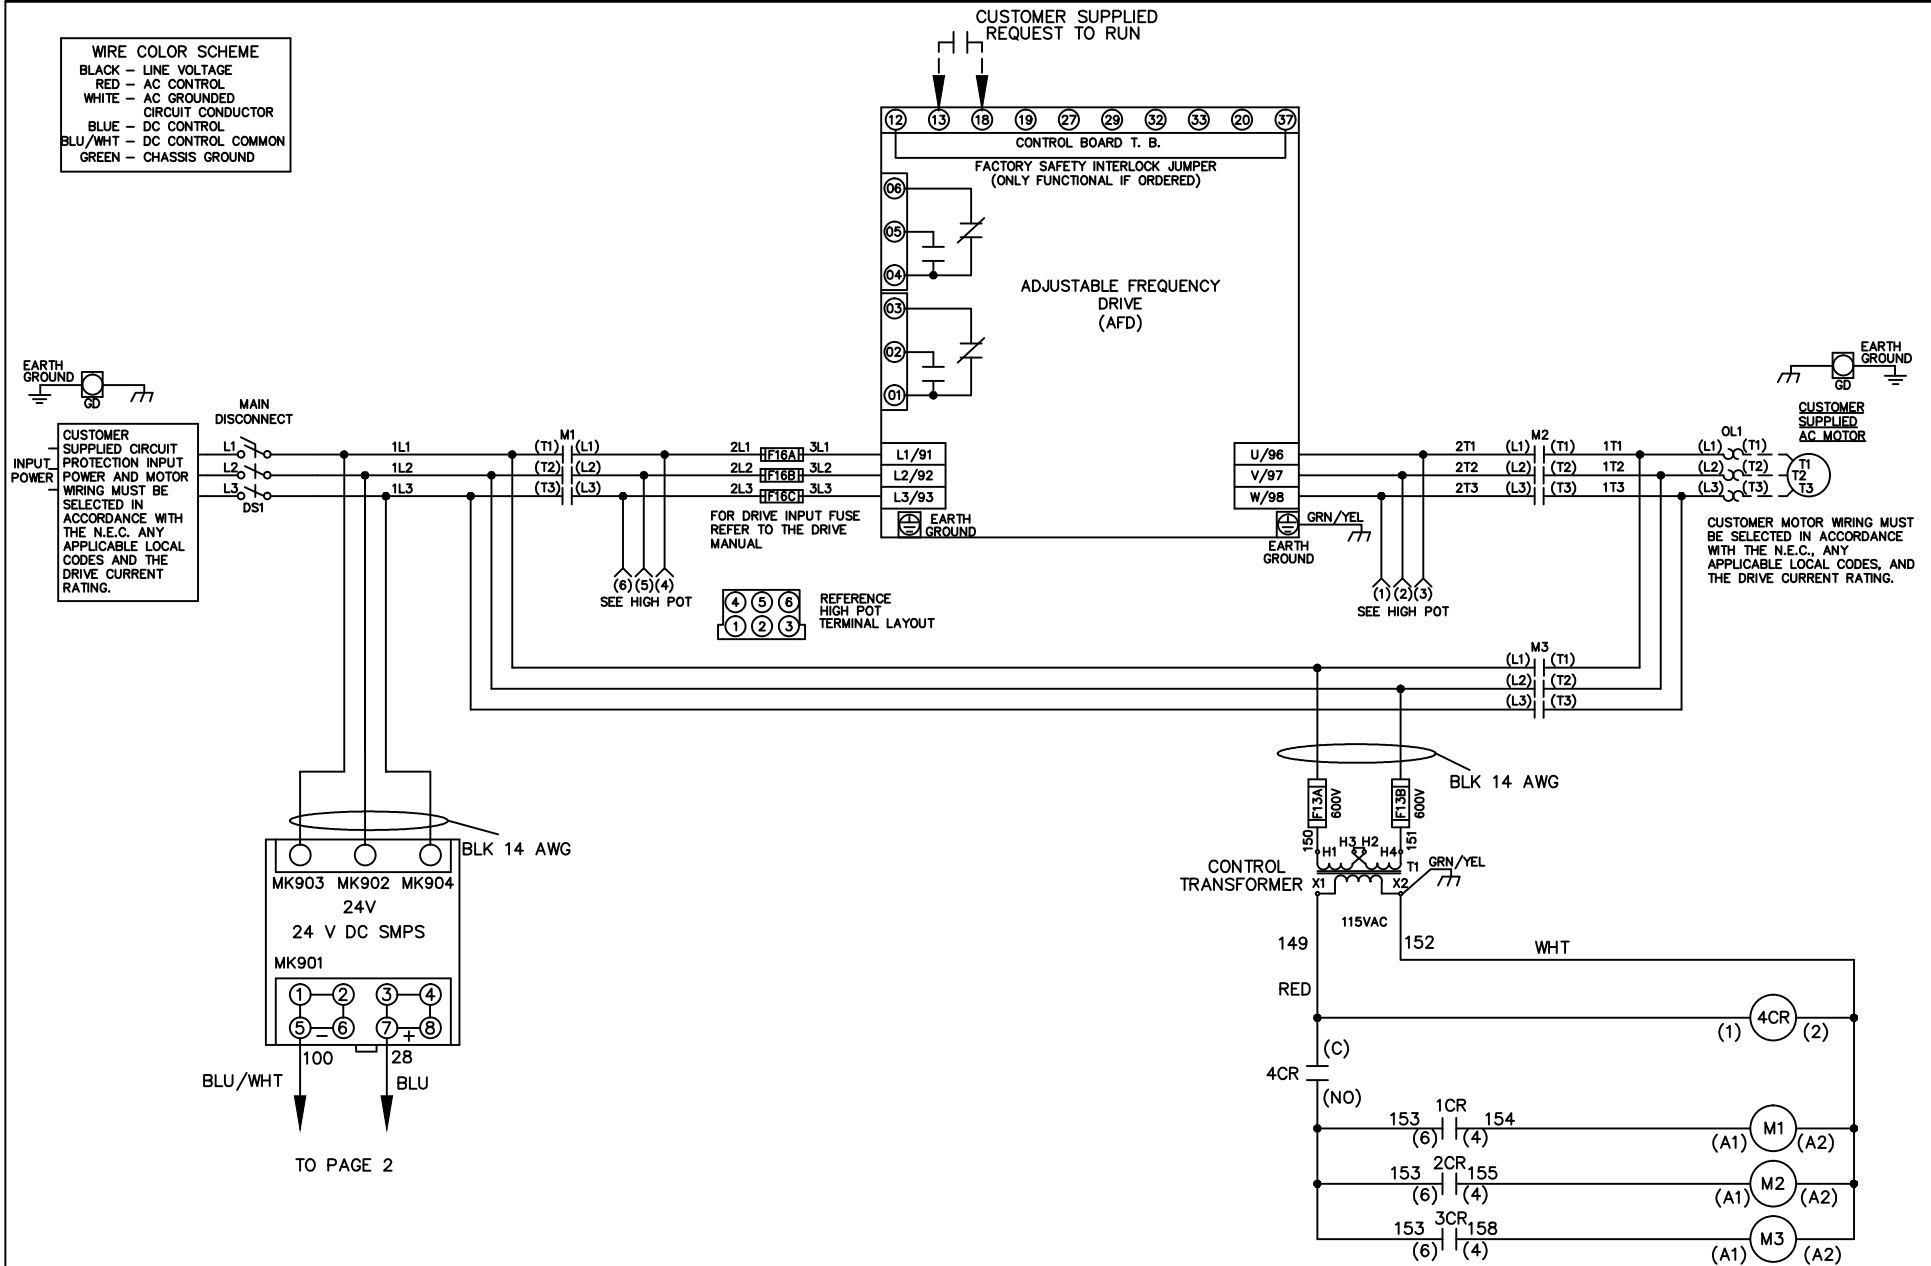 CUSTOMER SUPPLIED
REQUEST TO RUN
WIRE COLOR SCHEME
BLACK – LINE VOLTAGE
RED – AC CONTROL
WHITE – AC GROUNDED
CIRCUIT CONDUCTOR
BLUE – DC CONTROL
BLU/WHT – DC CONTROL COMMON
GREEN – CHASSIS GROUND
12 13 18 19 27 29 32 33 20 37
CONTROL BOARD T. B.
FACTORY SAFETY INTERLOCK JUMPER
(ONLY FUNCTIONAL IF ORDERED)
06
05
04
03
02
01
ADJUSTABLE FREQUENCY
DRIVE
(AFD)
EARTH
GROUND
GD
MAIN
DISCONNECT
INPUT
POWER
CUSTOMER
SUPPLIED CIRCUIT
PROTECTION INPUT
POWER AND MOTOR
WIRING MUST BE
SELECTED IN
ACCORDANCE WITH
THE N.E.C. ANY
APPLICABLE LOCAL
CODES AND THE
DRIVE CURRENT
RATING.
L1
L2
L3
DS1
1L1
1L2
1L3
M1
(T1) (L1)
(T2) (L2)
(T3) (L3)
2L1 F16A 3L1
2L2 F16B 3L2
2L3 F16C 3L3
L1/91
L2/92
L3/93
EARTH
GROUND
FOR DRIVE INPUT FUSE
REFER TO THE DRIVE
MANUAL
(6) (5) (4)
SEE HIGH POT
4 5 6
1 2 3
REFERENCE
HIGH POT
TERMINAL LAYOUT
U/96
V/97
W/98
GRN/YEL
EARTH
GROUND
2T1
2T2
2T3
M2
(L1) (T1)
(L2) (T2)
(L3) (T3)
1T1
1T2
1T3
OL1
(L1) (T1)
(L2) (T2)
(L3) (T3)
T1
T2
T3
EARTH
GROUND
GD
CUSTOMER
SUPPLIED
AC MOTOR
CUSTOMER MOTOR WIRING MUST
BE SELECTED IN ACCORDANCE
WITH THE N.E.C., ANY
APPLICABLE LOCAL CODES, AND
THE DRIVE CURRENT RATING.
(1) (2) (3)
SEE HIGH POT
M3
(L1) (T1)
(L2) (T2)
(L3) (T3)
BLK 14 AWG
MK903 MK902 MK904
24V
24 V DC SMPS
MK901
1 2 3 4
5 – 6 7 + 8
100
28
BLU/WHT
BLU
TO PAGE 2
BLK 14 AWG
F13A
600V
F13B
600V
150
151
H1 H3 H2 H4
T1
GRN/YEL
CONTROL
TRANSFORMER
X1 X2
115VAC
149
152
WHT
RED
4CR
(1) (2)
(C)
4CR
(NO)
1CR
153 154
(6) (4)
M1
(A1) (A2)
2CR
153 155
(6) (4)
M2
(A1) (A2)
3CR
153 158
(6) (4)
M3
(A1) (A2)